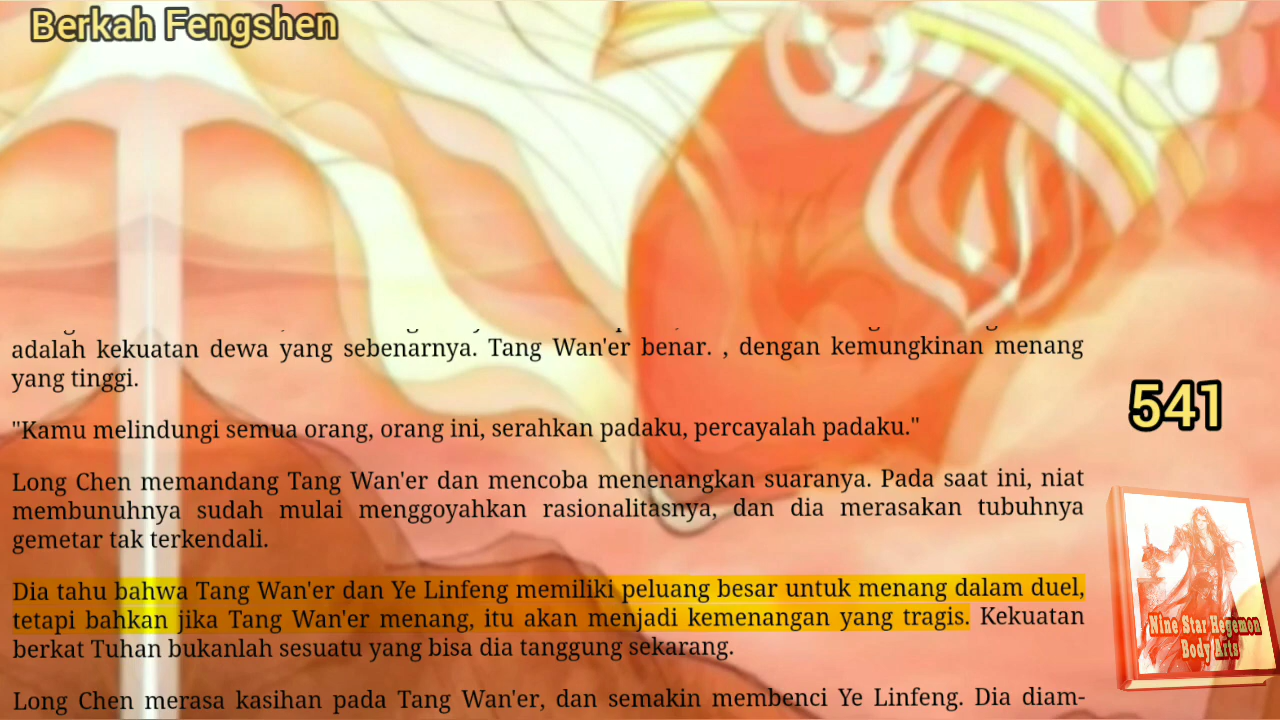 Berkah Fengshen
adalah kekuatan dewa yang sebenarnya. Tang Wan'er benar. , dengan kemungkinan menang
yang tinggi.
"Kamu melindungi semua orang, orang ini, serahkan padaku, percayalah padaku."
541
Long Chen memandang Tang Wan'er dan mencoba menenangkan suaranya. Pada saat ini, niat
membunuhnya sudah mulai menggoyahkan rasionalitasnya, dan dia merasakan tubuhnya
gemetar tak terkendali.
Dia tahu bahwa Tang Wan'er dan Ye Linfeng memiliki peluang besar untuk menang dalam duel,
tetapi bahkan jika Tang Wan'er menang, itu akan menjadi kemenangan yang tragis. Kekuatan
berkat Tuhan bukanlah sesuatu yang bisa dia tanggung sekarang.
Long Chen merasa kasihan pada Tang Wan'er, dan semakin membenci Ye Linfeng. Dia diam-
Nine Star Hegemon
Body Arts